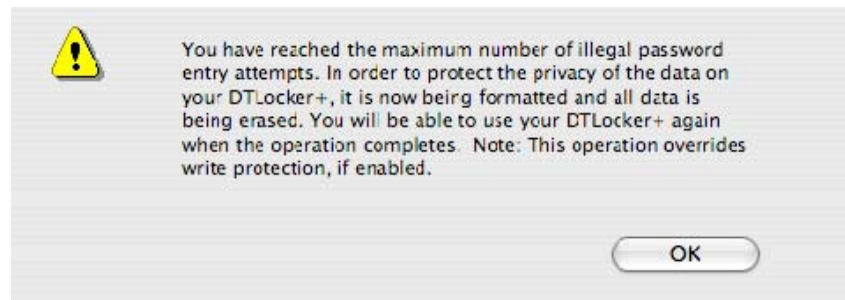 You have reached the maximum number of illegal password
entry attempts. In order to protect the privacy of the data on
your DTLocker+, it is now being formatted and all data is
being erased. You will be able to use your DTLocker+ again
when the operation completes. Note: This operation overrides
write protection, if enabled.
OK